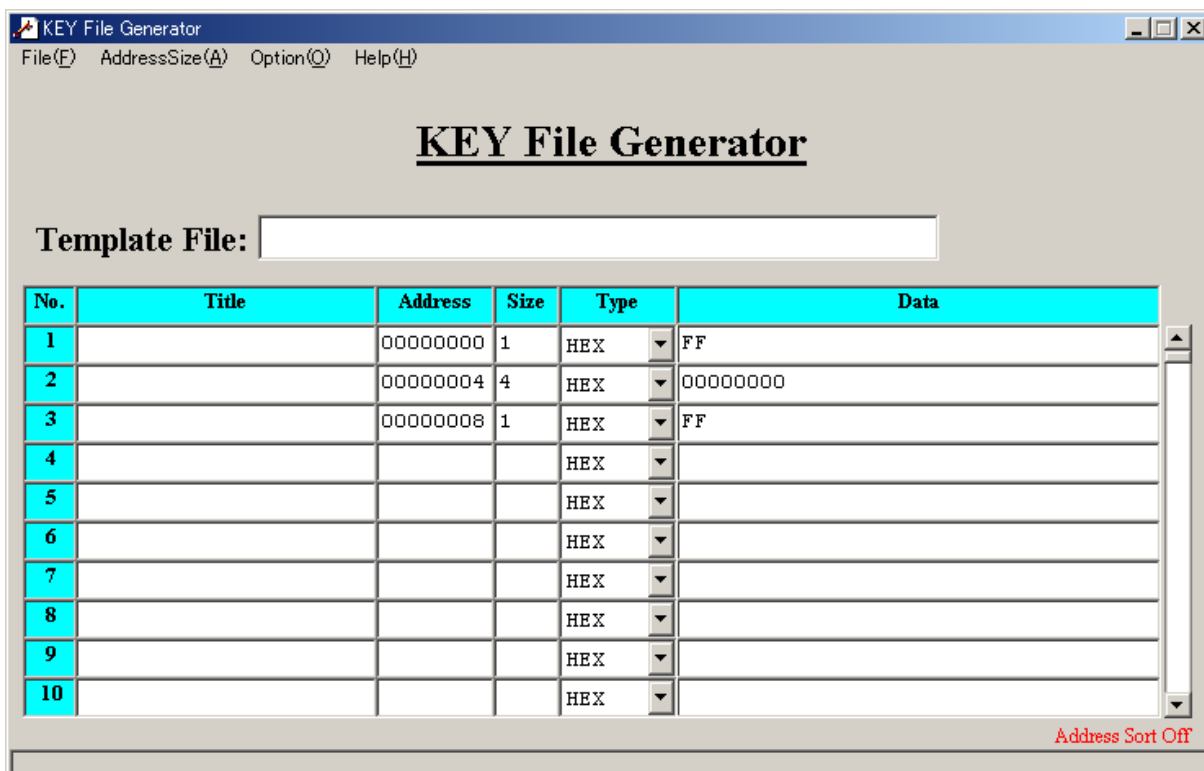 KEY File Generator
File(F) AddressSize(A) Option(O) Help(H)
KEY File Generator
Template File:
No. Title Address Size Type Data
1 00000000 1 HEX FF
2 00000004 4 HEX 00000000
3 00000008 1 HEX FF
4 HEX
5 HEX
6 HEX
7 HEX
8 HEX
9 HEX
10 HEX
Address Sort Off